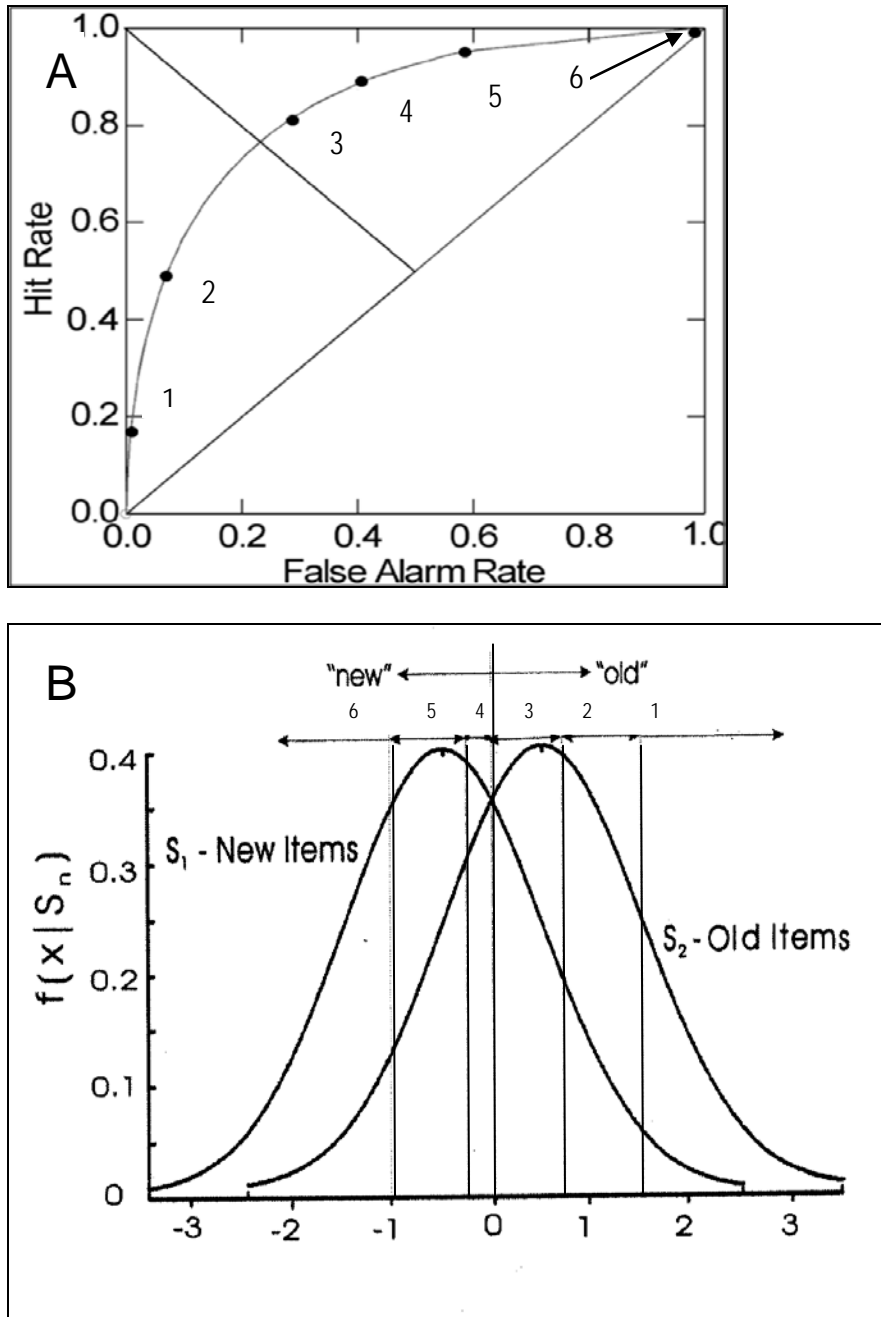 A
1.0
0.8
0.6
0.4
0.2
0.0
Hit Rate
1
2
3
4
5
6
0.0 0.2 0.4 0.6 0.8 1.0
False Alarm Rate
B
"new" "old"
6 5 4 3 2 1
0.4
0.3
0.2
0.1
0
f(x|Sn)
S1 - New Items
S2 - Old Items
-3 -2 -1 0 1 2 3